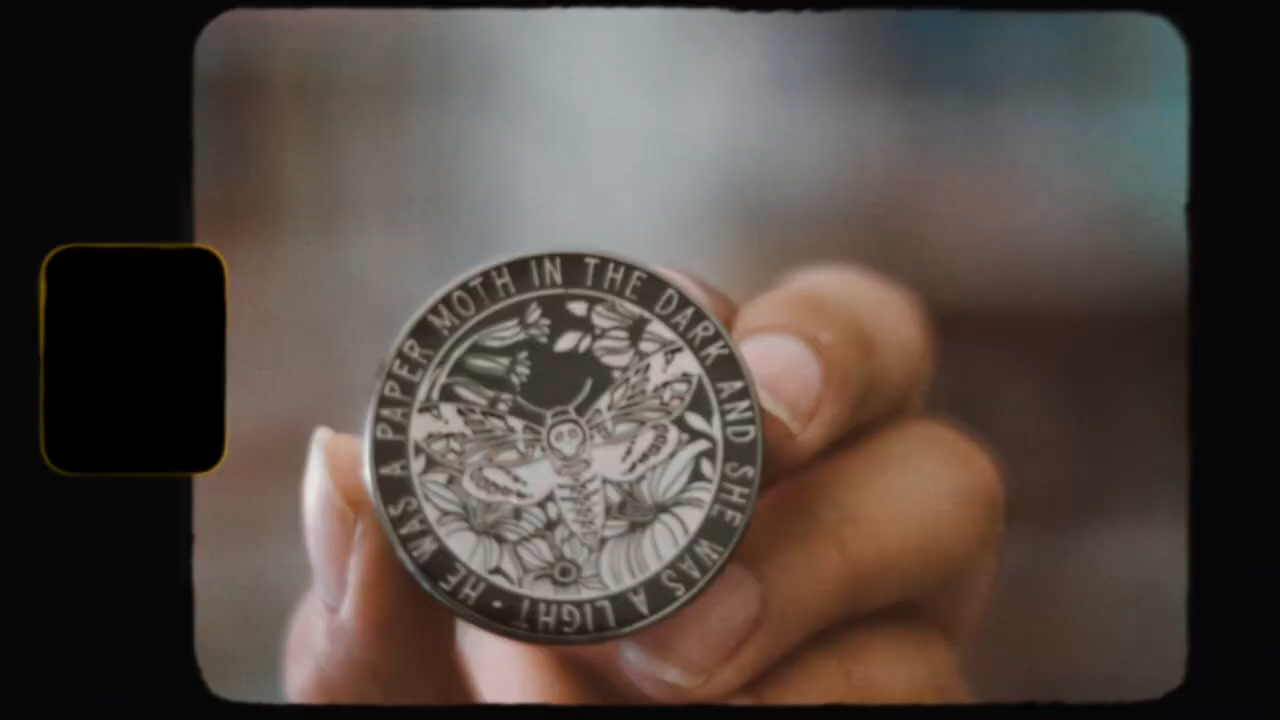 HE WAS A PAPER MOTH IN THE DARK AND SHE WAS A LIGHT ·